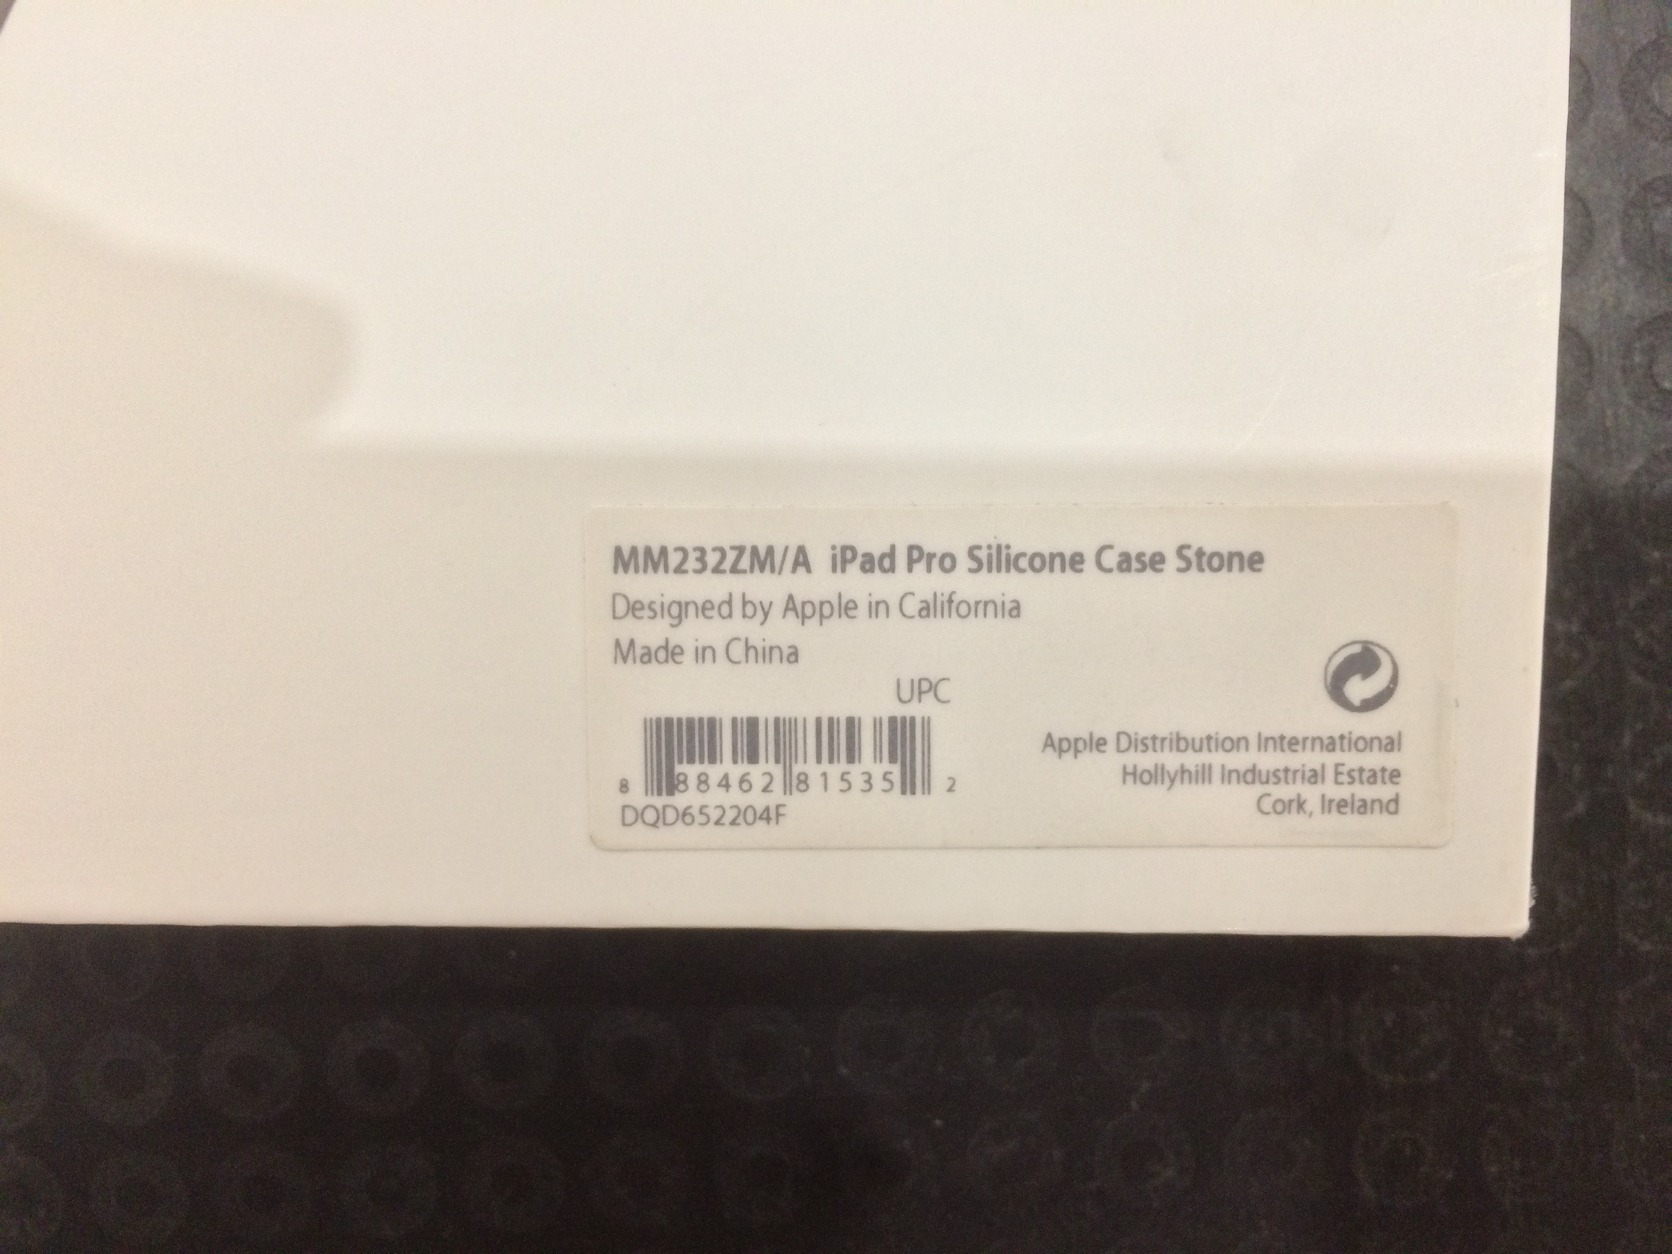 MM232ZM/A iPad Pro Silicone Case Stone
Designed by Apple in California
Made in China
UPC
8 88462 81535 2
DQD652204F
Apple Distribution International
Hollyhill Industrial Estate
Cork, Ireland